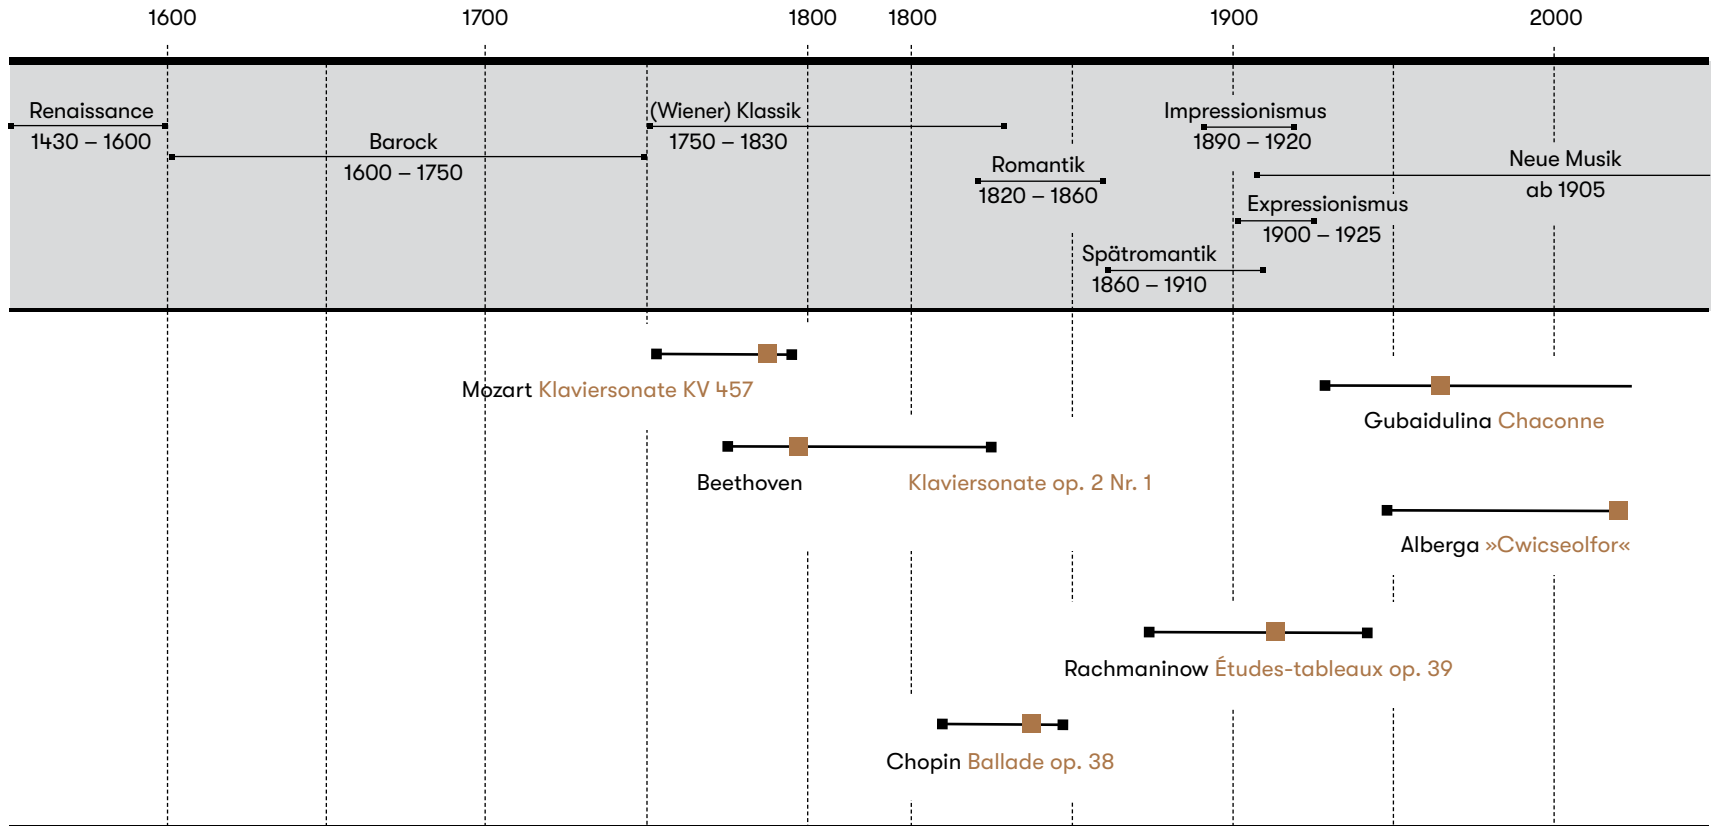 1600 1700 1800 1800 1900 2000
Renaissance
1430 – 1600
Barock
1600 – 1750
(Wiener) Klassik
1750 – 1830
Romantik
1820 – 1860
Spätromantik
1860 – 1910
Impressionismus
1890 – 1920
Expressionismus
1900 – 1925
Neue Musik
ab 1905
Mozart Klaviersonate KV 457
Gubaidulina Chaconne
Beethoven Klaviersonate op. 2 Nr. 1
Alberga »Cwicseolfor«
Rachmaninow Études-tableaux op. 39
Chopin Ballade op. 38